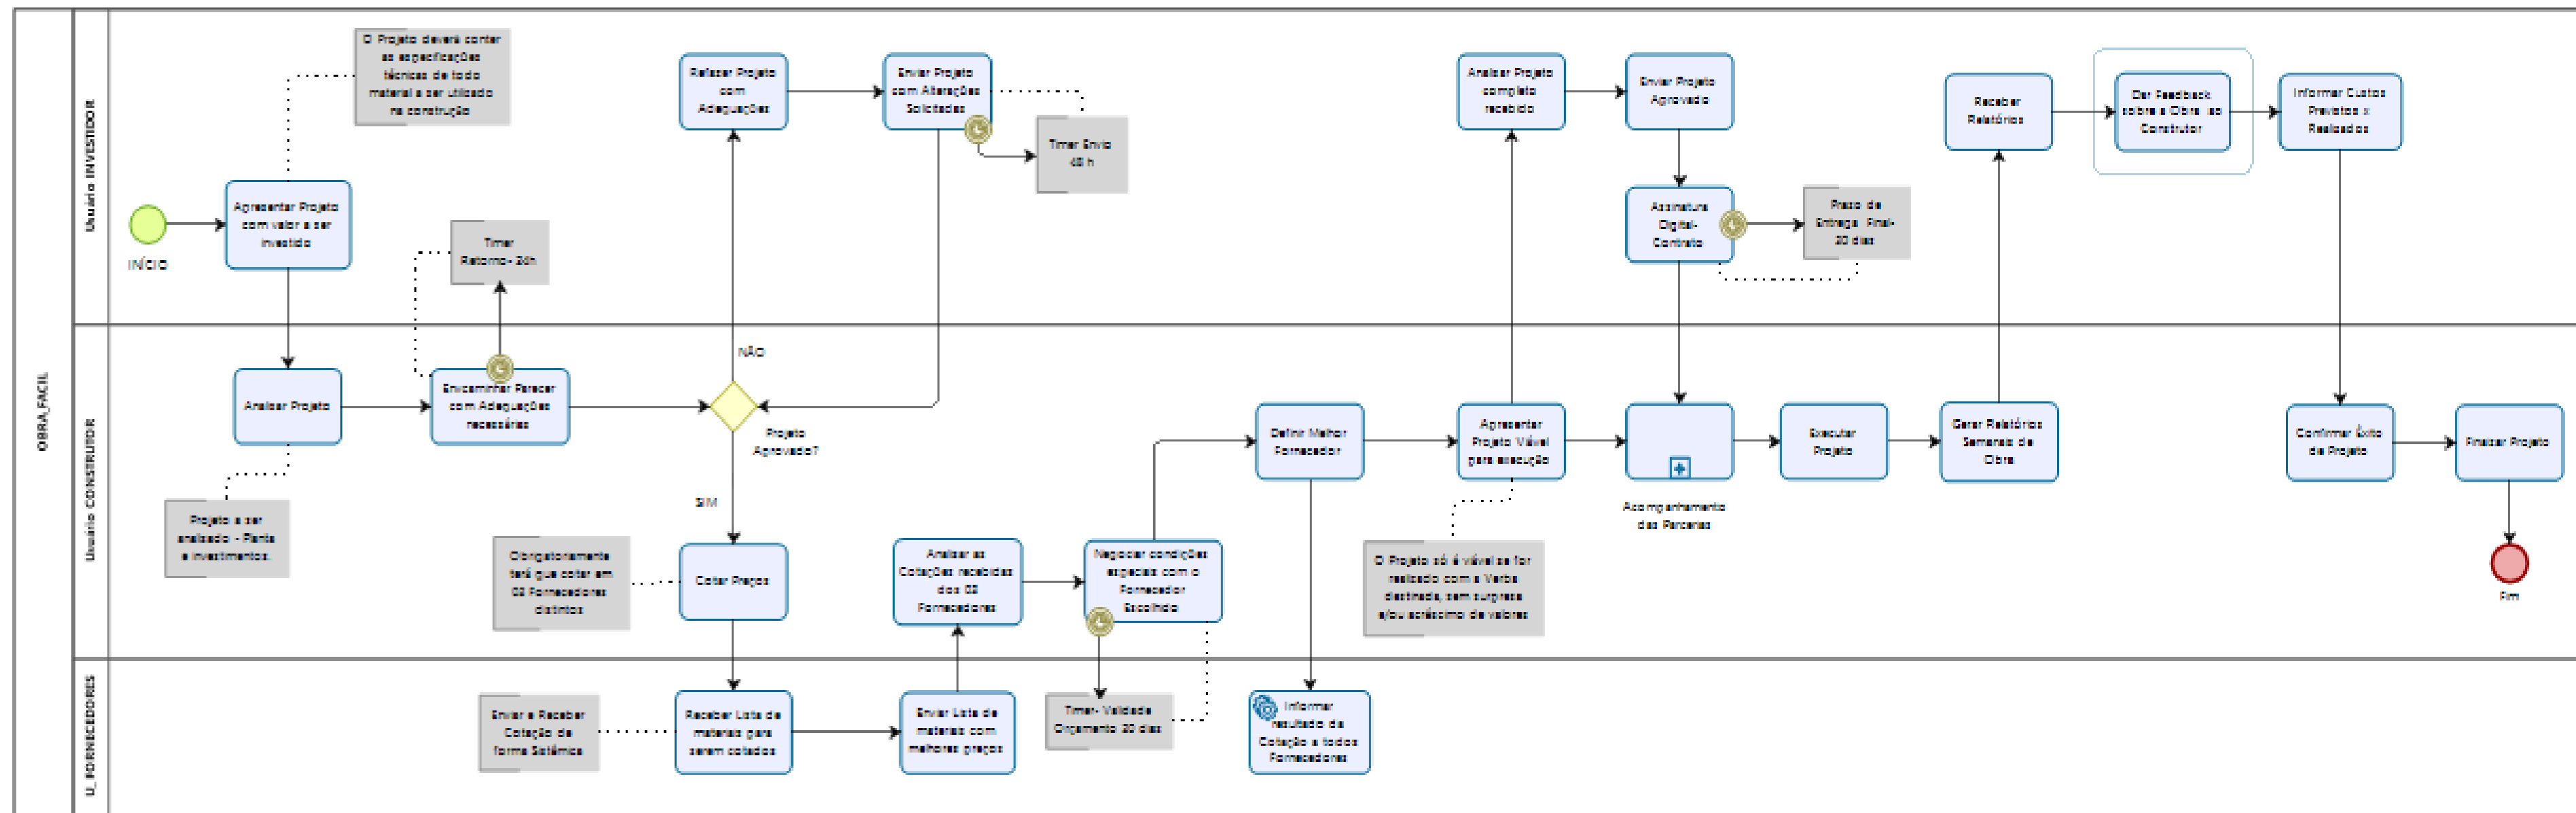 OBRA_FACIL
Usuário INVESTIDOR
INÍCIO
Apresentar Projeto
com valor a ser
investido
O Projeto deverá conter
as especificações
técnicas de todo
material a ser utilizado
na construção
Timer
Retorno- 24h
Refazer Projeto
com
Adequações
Enviar Projeto
com Alterações
Solicitadas
Timer Envio
48 h
Analisar Projeto
completo
recebido
Enviar Projeto
Aprovado
Assinatura
Digital-
Contrato
Prazo de
Entrega Final-
30 dias
Receber
Relatórios
Dar Feedback
sobre a Obra ao
Construtor
Informar Custos
Previstos x
Realizados
Usuário CONSTRUTOR
Analisar Projeto
Projeto a ser
analisado - Planta
e investimentos.
Encaminhar Parecer
com Adequações
necessárias
NÃO
Projeto
Aprovado?
SIM
Obrigatoriamente
terá que cotar em
03 Fornecedores
distintos
Cotar Preços
Analisar as
Cotações recebidas
dos 03
Fornecedores
Negociar condições
especiais com o
Fornecedor
Escolhido
Definir Melhor
Fornecedor
Apresentar
Projeto Viável
para execução
O Projeto só é viável se for
realizado com a Verba
destinada, sem surpresa
e/ou acréscimo de valores
Acompanhamento
das Parcerias
Executar
Projeto
Gerar Relatórios
Semanais de
Obra
Confirmar Êxito
de Projeto
Finalizar Projeto
Fim
U_FORNECEDORES
Enviar e Receber
Cotação de
forma Sistêmica
Receber Lista de
materiais para
serem cotados
Enviar Lista de
materiais com
melhores preços
Timer- Validade
Orçamento 30 dias
Informar
resultado da
Cotação a todos
Fornecedores